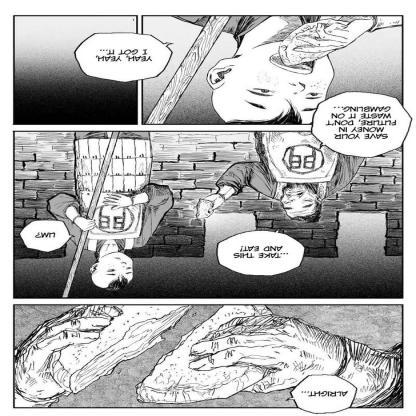 ALRIGHT...
...TAKE THIS
AND EAT!
UM?
SAVE YOUR
MONEY IN
FUTURE, DON'T
WASTE IT ON
GAMBLING...
YEAH, YEAH,
I GOT IT...